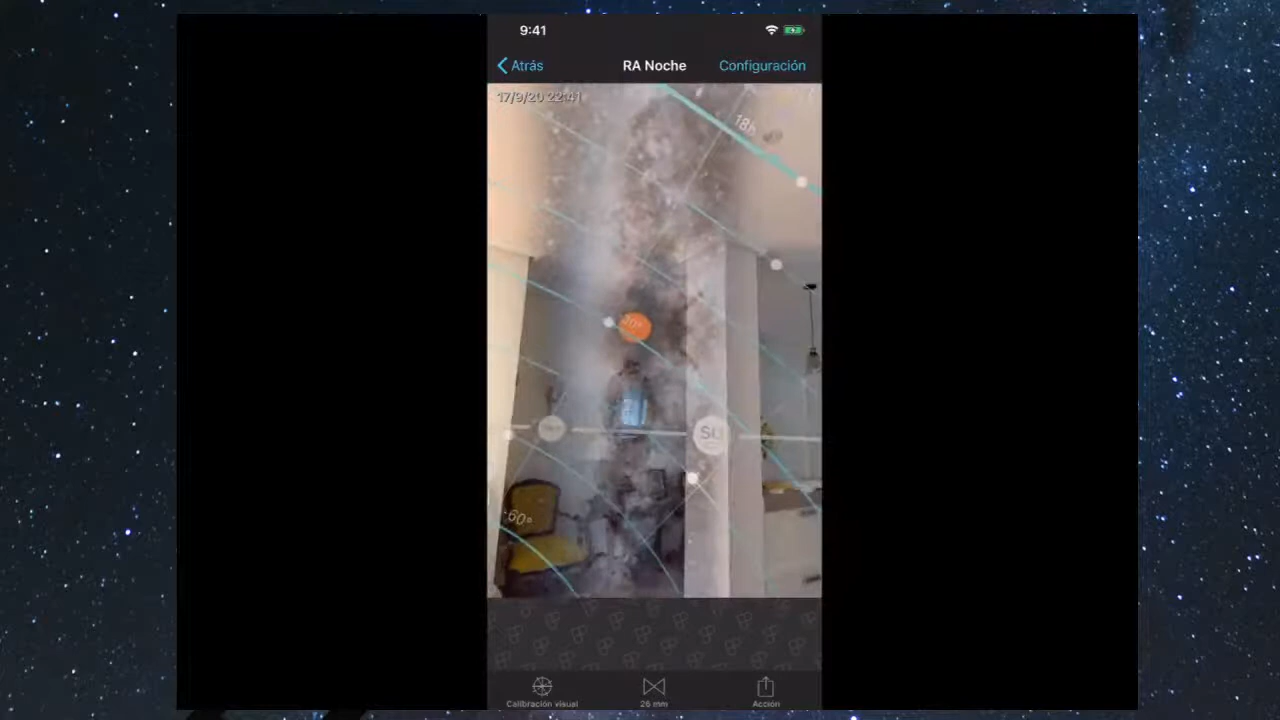 9:41
Atrás
RA Noche
Configuración
17/9/20 22:41
18h
SU
-60°
Calibración visual
26 mm
Acción